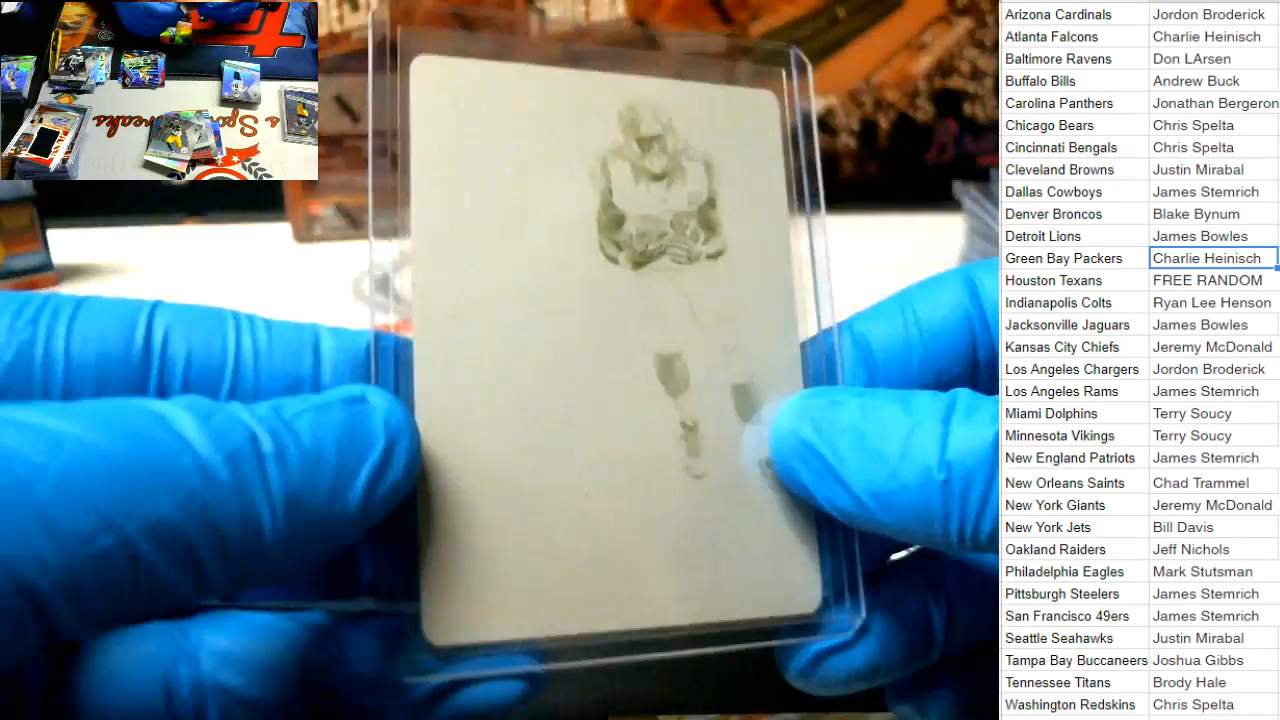 Arizona Cardinals Jordon Broderick
Atlanta Falcons Charlie Heinisch
Baltimore Ravens Don LArsen
Buffalo Bills Andrew Buck
Carolina Panthers Jonathan Bergeron
Chicago Bears Chris Spelta
Cincinnati Bengals Chris Spelta
Cleveland Browns Justin Mirabal
Dallas Cowboys James Stemrich
Denver Broncos Blake Bynum
Detroit Lions James Bowles
Green Bay Packers Charlie Heinisch
Houston Texans FREE RANDOM
Indianapolis Colts Ryan Lee Henson
Jacksonville Jaguars James Bowles
Kansas City Chiefs Jeremy McDonald
Los Angeles Chargers Jordon Broderick
Los Angeles Rams James Stemrich
Miami Dolphins Terry Soucy
Minnesota Vikings Terry Soucy
New England Patriots James Stemrich
New Orleans Saints Chad Trammel
New York Giants Jeremy McDonald
New York Jets Bill Davis
Oakland Raiders Jeff Nichols
Philadelphia Eagles Mark Stutsman
Pittsburgh Steelers James Stemrich
San Francisco 49ers James Stemrich
Seattle Seahawks Justin Mirabal
Tampa Bay Buccaneers Joshua Gibbs
Tennessee Titans Brody Hale
Washington Redskins Chris Spelta